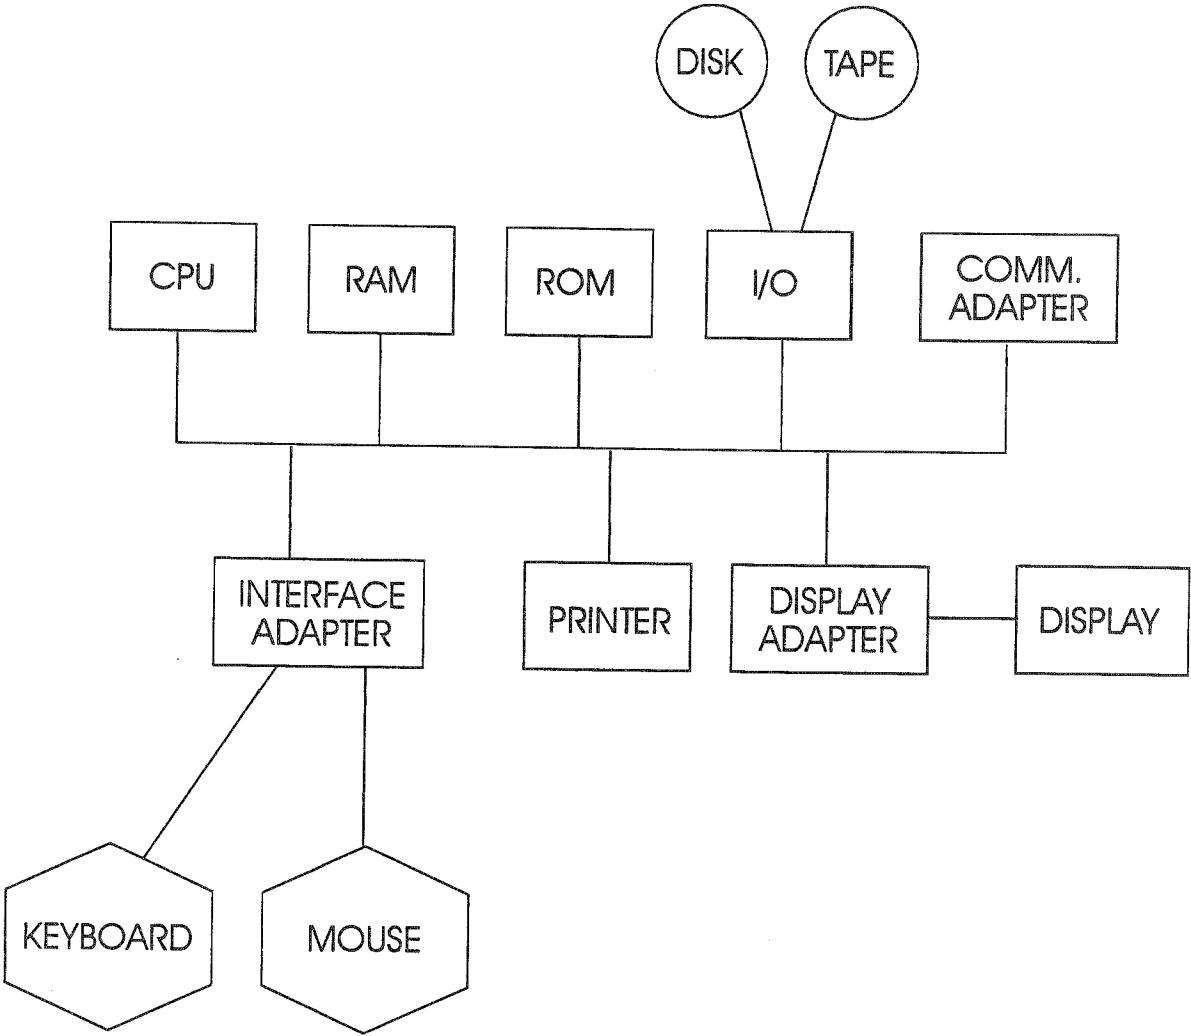 DISK
TAPE
CPU
RAM
ROM
I/O
COMM.
ADAPTER
INTERFACE
ADAPTER
PRINTER
DISPLAY
ADAPTER
DISPLAY
KEYBOARD
MOUSE